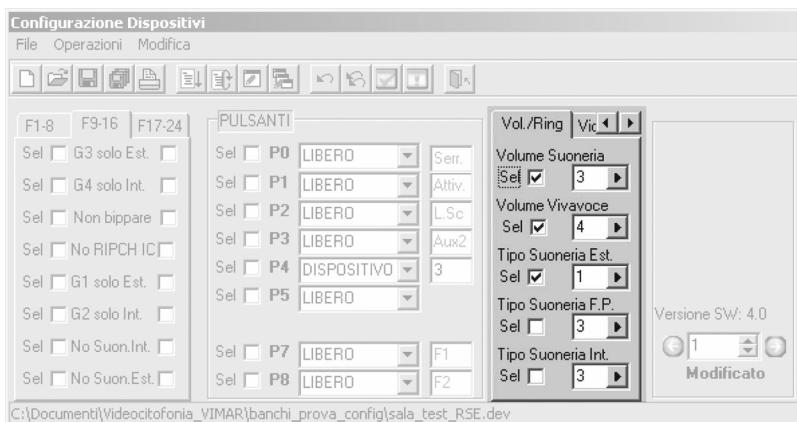 Configurazione Dispositivi
File Operazioni Modifica
F1-8 F9-16 F17-24
Sel G3 solo Est.
Sel G4 solo Int.
Sel Non bippare
Sel No RIPCH IC
Sel G1 solo Est.
Sel G2 solo Int.
Sel No Suon.Int.
Sel No Suon.Est.
PULSANTI
Sel P0 LIBERO Serr.
Sel P1 LIBERO Attiv.
Sel P2 LIBERO L.Sc
Sel P3 LIBERO Aux2
Sel P4 DISPOSITIVO 3
Sel P5 LIBERO
Sel P7 LIBERO F1
Sel P8 LIBERO F2
Vol./Ring Vic
Volume Suoneria
Sel 3
Volume Vivavoce
Sel 4
Tipo Suoneria Est.
Sel 1
Tipo Suoneria F.P.
Sel 3
Tipo Suoneria Int.
Sel 3
Versione SW: 4.0
1
Modificato
C:\Documenti\Videocitofonia_VIMAR\banchi_prova_config\sala_test_RSE.dev